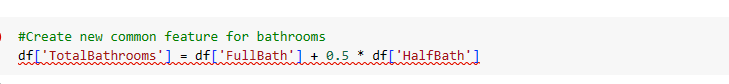 #Create new common feature for bathrooms
df['TotalBathrooms'] = df['FullBath'] + 0.5 * df['HalfBath']